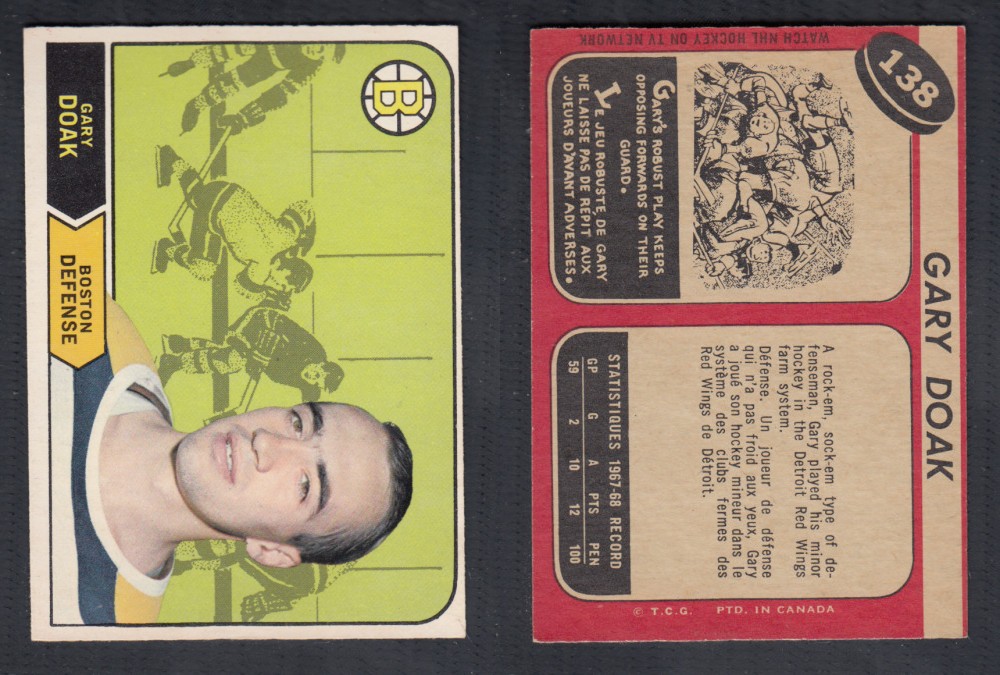 B
GARY
DOAK
BOSTON
DEFENSE
138
WATCH NHL HOCKEY ON TV NETWORK
GARY DOAK
GARY'S ROBUST PLAY KEEPS
OPPOSING FORWARDS ON THEIR
GUARD.
LE JEU ROBUSTE DE GARY
NE LAISSE PAS DE RÉPIT AUX
JOUEURS D'AVANT ADVERSES.
A rock-em, sock-em type of de-
fenseman, Gary played his minor
hockey in the Detroit Red Wings
farm system.
Défense. Un joueur de défense
qui n'a pas froid aux yeux, Gary
a joué son hockey mineur dans le
système des clubs fermes des
Red Wings de Détroit.
STATISTIQUES 1967-68 RECORD
GP G A PTS PEN
59 2 10 12 100
© T.C.G. PTD. IN CANADA